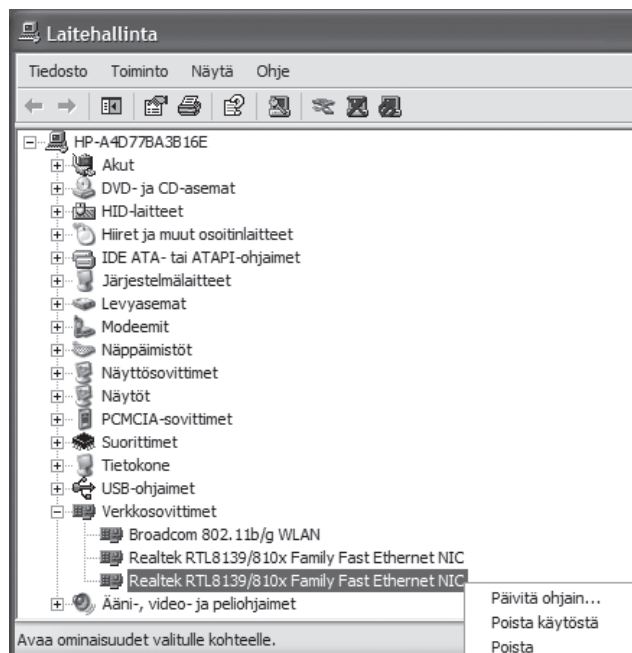 Laitehallinta
Tiedosto Toiminto Näytä Ohje
HP-A4D77BA3B16E
Akut
DVD- ja CD-asemat
HID-laitteet
Hiiret ja muut osoitinlaitteet
IDE ATA- tai ATAPI-ohjaimet
Järjestelmälaitteet
Levyasemat
Modeemit
Näppäimistöt
Näyttösovittimet
Näytöt
PCMCIA-sovittimet
Suorittimet
Tietokone
USB-ohjaimet
Verkkosovittimet
Broadcom 802.11b/g WLAN
Realtek RTL8139/810x Family Fast Ethernet NIC
Realtek RTL8139/810x Family Fast Ethernet NIC
Ääni-, video- ja peliohjaimet
Päivitä ohjain...
Poista käytöstä
Poista
Avaa ominaisuudet valitulle kohteelle.